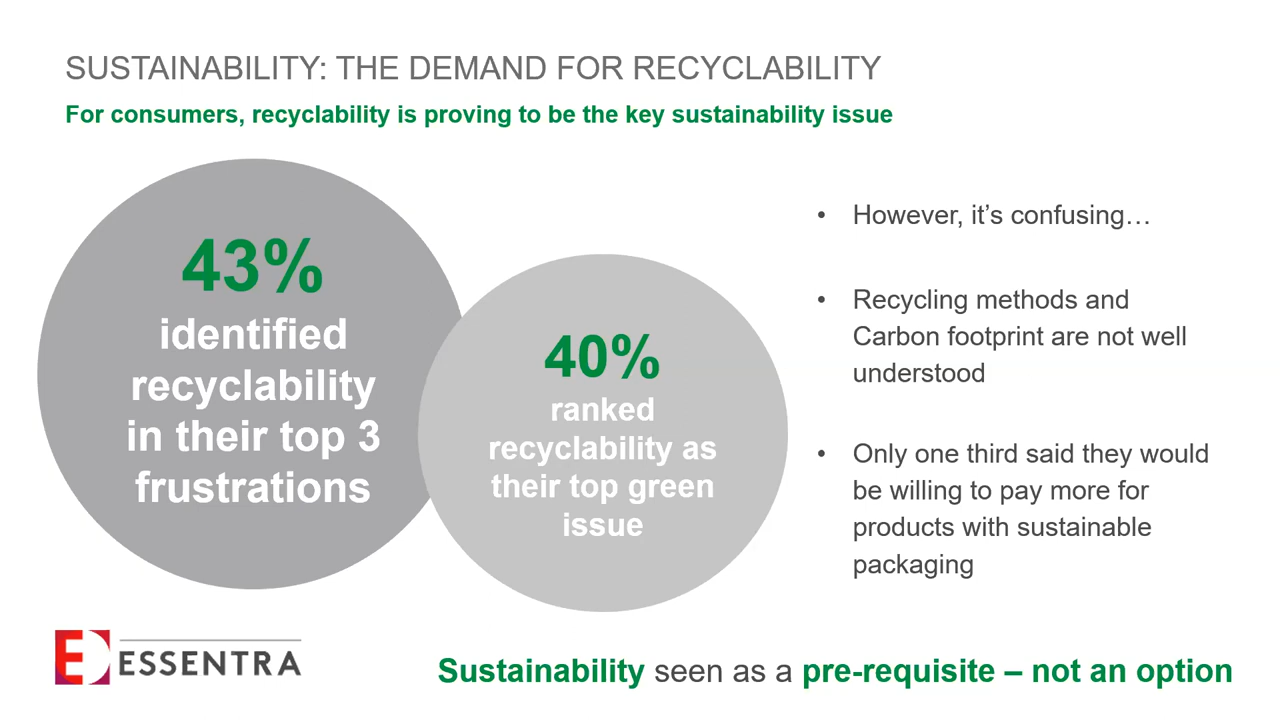 SUSTAINABILITY: THE DEMAND FOR RECYCLABILITY
For consumers, recyclability is proving to be the key sustainability issue
43%
identified
recyclability
in their top 3
frustrations
40%
ranked
recyclability as
their top green
issue
• However, it’s confusing…
• Recycling methods and
Carbon footprint are not well
understood
• Only one third said they would
be willing to pay more for
products with sustainable
packaging
ESSENTRA
Sustainability seen as a pre-requisite – not an option